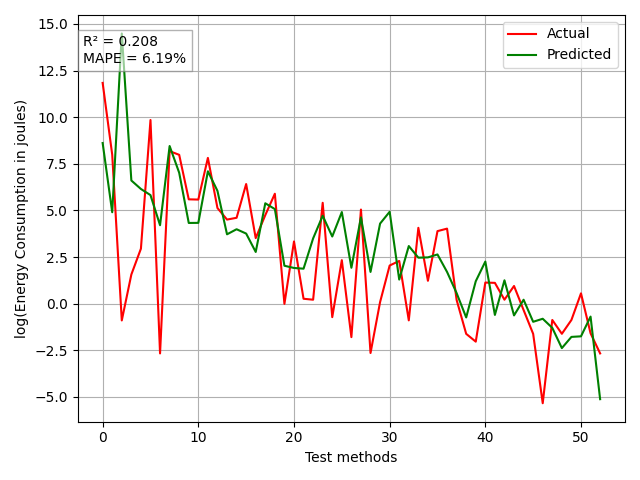 R² = 0.208
MAPE = 6.19%
Actual
Predicted
log(Energy Consumption in joules)
15.0
12.5
10.0
7.5
5.0
2.5
0.0
−2.5
−5.0
0 10 20 30 40 50
Test methods